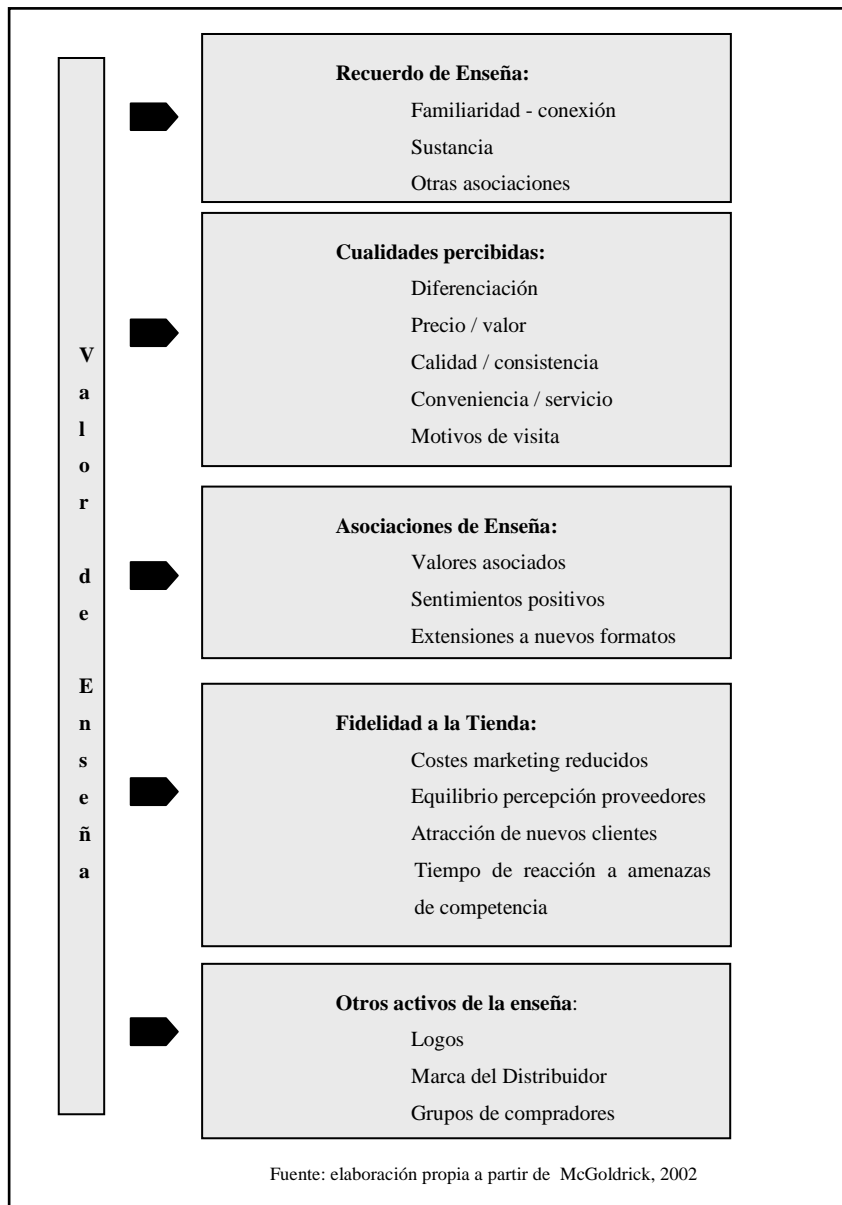 Valor de Enseña
Recuerdo de Enseña:
Familiaridad - conexión
Sustancia
Otras asociaciones
Cualidades percibidas:
Diferenciación
Precio / valor
Calidad / consistencia
Conveniencia / servicio
Motivos de visita
Asociaciones de Enseña:
Valores asociados
Sentimientos positivos
Extensiones a nuevos formatos
Fidelidad a la Tienda:
Costes marketing reducidos
Equilibrio percepción proveedores
Atracción de nuevos clientes
Tiempo de reacción a amenazas
de competencia
Otros activos de la enseña:
Logos
Marca del Distribuidor
Grupos de compradores
Fuente: elaboración propia a partir de McGoldrick, 2002